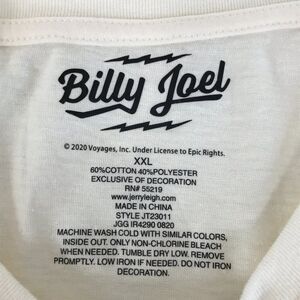 Billy Joel
© 2020 Voyages, Inc. Under License to Epic Rights.
XXL
60%COTTON 40%POLYESTER
EXCLUSIVE OF DECORATION
RN# 55219
www.jerryleigh.com
MADE IN CHINA
STYLE JT23011
JGG IR4290 0820
MACHINE WASH COLD WITH SIMILAR COLORS,
INSIDE OUT. ONLY NON-CHLORINE BLEACH
WHEN NEEDED. TUMBLE DRY LOW. REMOVE
PROMPTLY. LOW IRON IF NEEDED. DO NOT IRON
DECORATION.